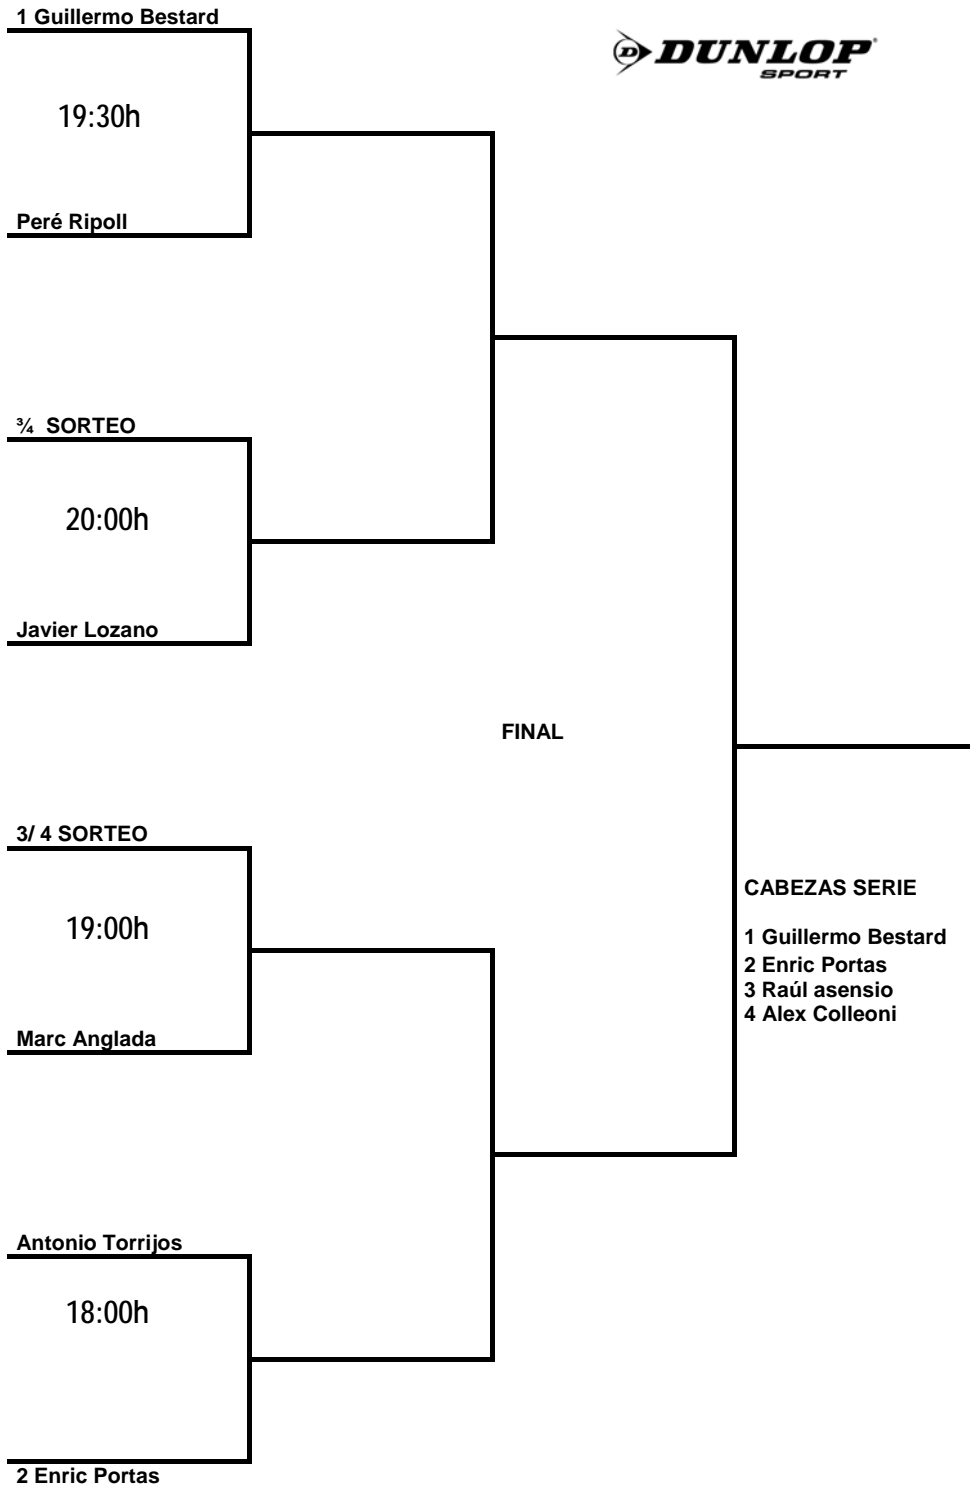 1 Guillermo Bestard
DUNLOP
SPORT
19:30h
Peré Ripoll
¾ SORTEO
20:00h
Javier Lozano
FINAL
3/ 4 SORTEO
19:00h
Marc Anglada
CABEZAS SERIE
1 Guillermo Bestard
2 Enric Portas
3 Raúl asensio
4 Alex Colleoni
Antonio Torrijos
18:00h
2 Enric Portas